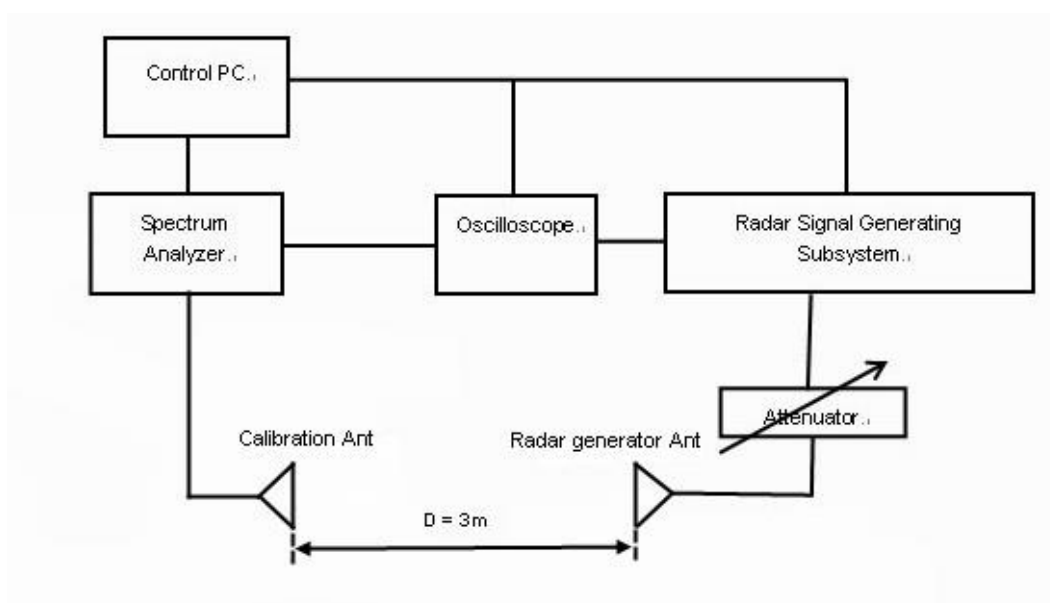 Control PC
Spectrum
Analyzer
Oscilloscope
Radar Signal Generating
Subsystem
Attenuator
Calibration Ant
Radar generator Ant
D = 3m